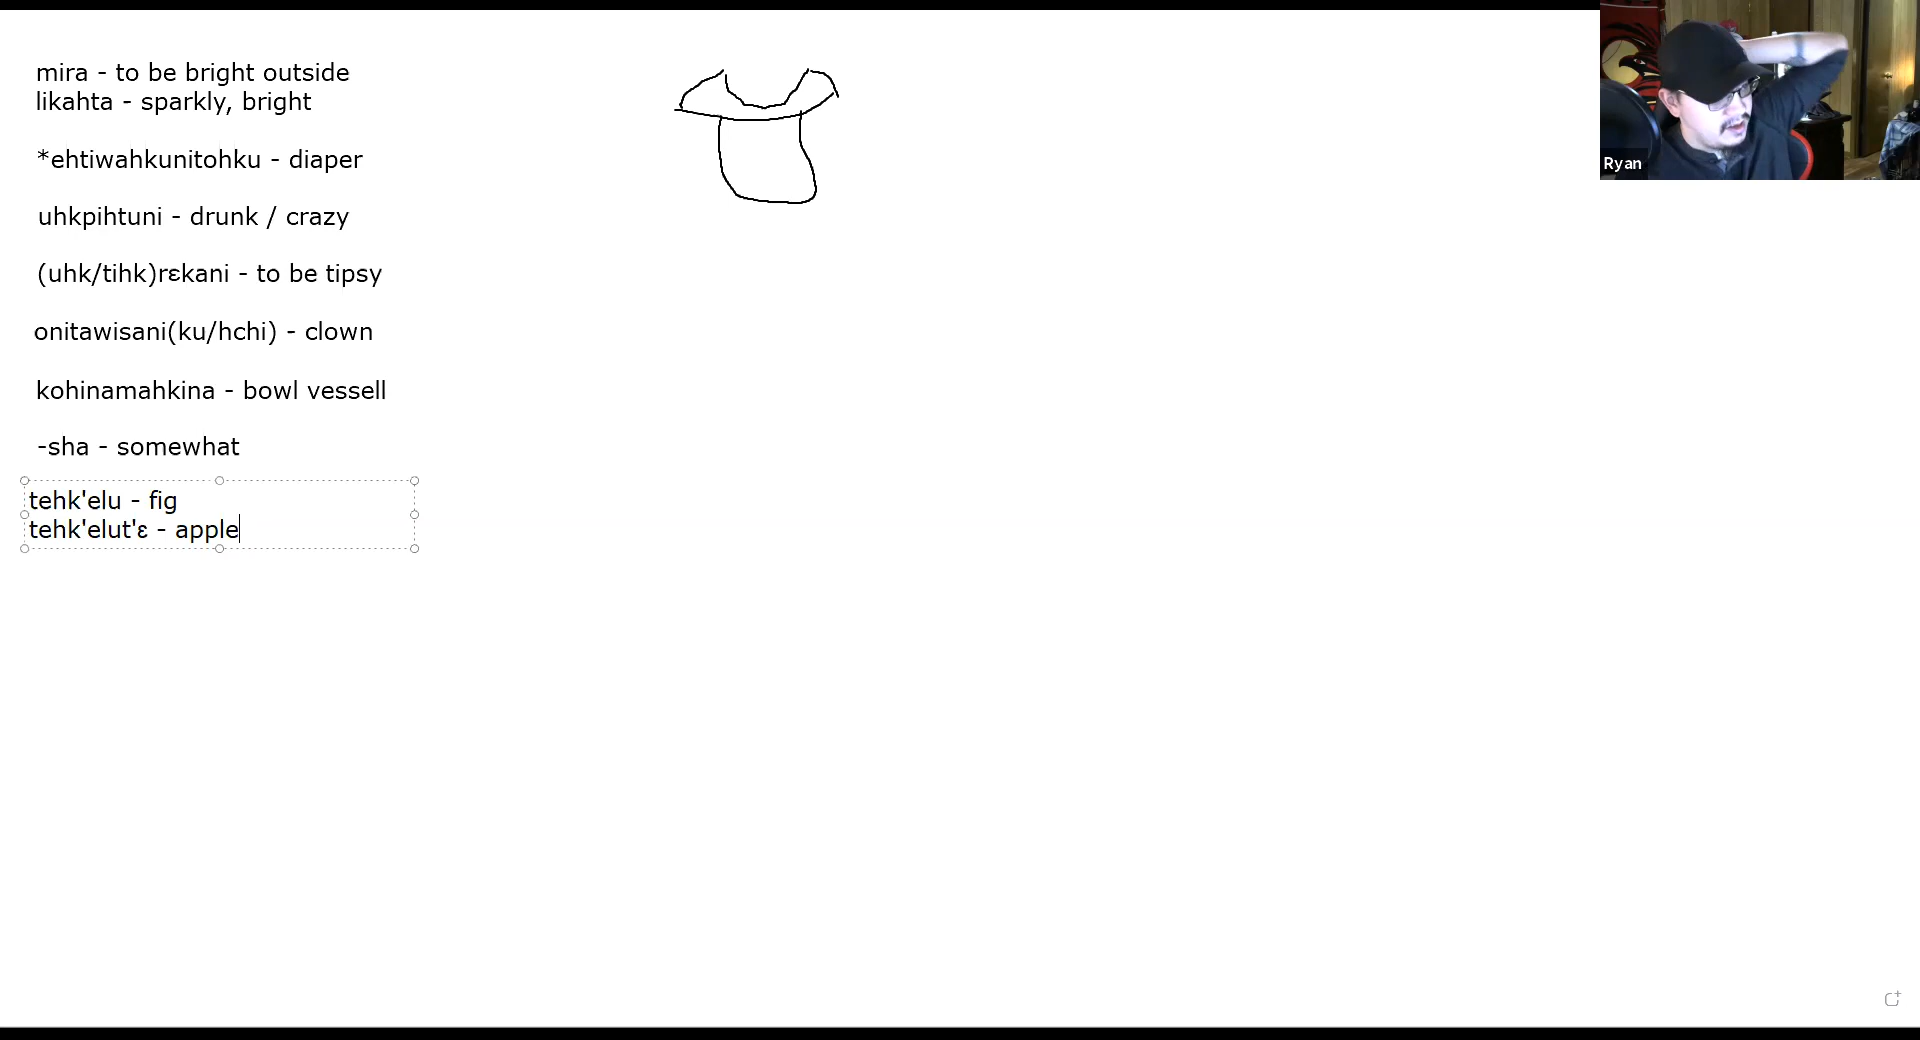 mira - to be bright outside
likahta - sparkly, bright
*ehtiwahkunitohku - diaper
uhkpihtuni - drunk / crazy
(uhk/tihk)rɛkani - to be tipsy
onitawisani(ku/hchi) - clown
kohinamahkina - bowl vessell
-sha - somewhat
tehk'elu - fig
tehk'elut'ɛ - apple
Ryan